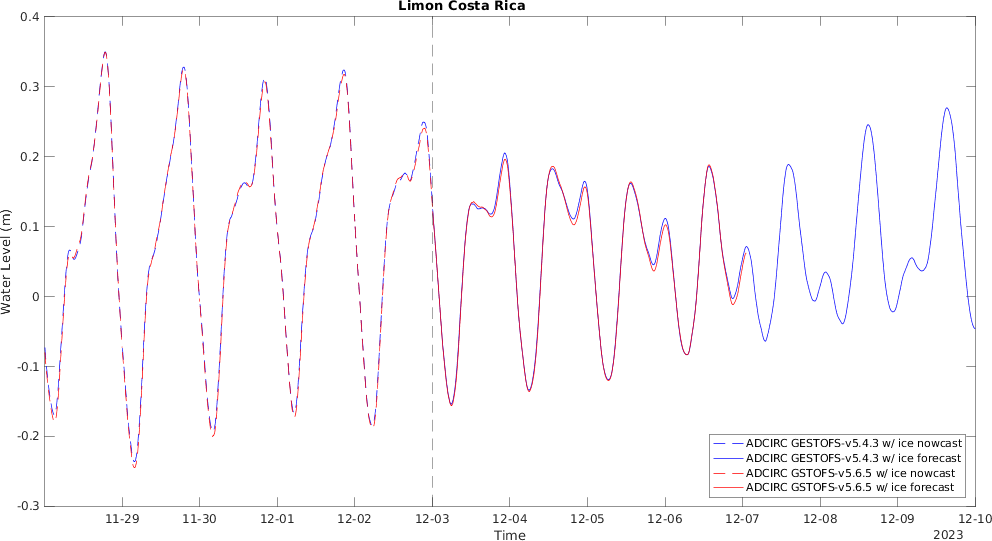 Limon Costa Rica
0.4
0.3
0.2
0.1
0
-0.1
-0.2
-0.3
Water Level (m)
ADCIRC GESTOFS-v5.4.3 w/ ice nowcast
ADCIRC GESTOFS-v5.4.3 w/ ice forecast
ADCIRC GSTOFS-v5.6.5 w/ ice nowcast
ADCIRC GSTOFS-v5.6.5 w/ ice forecast
11-29 11-30 12-01 12-02 12-03 12-04 12-05 12-06 12-07 12-08 12-09 12-10
Time
2023